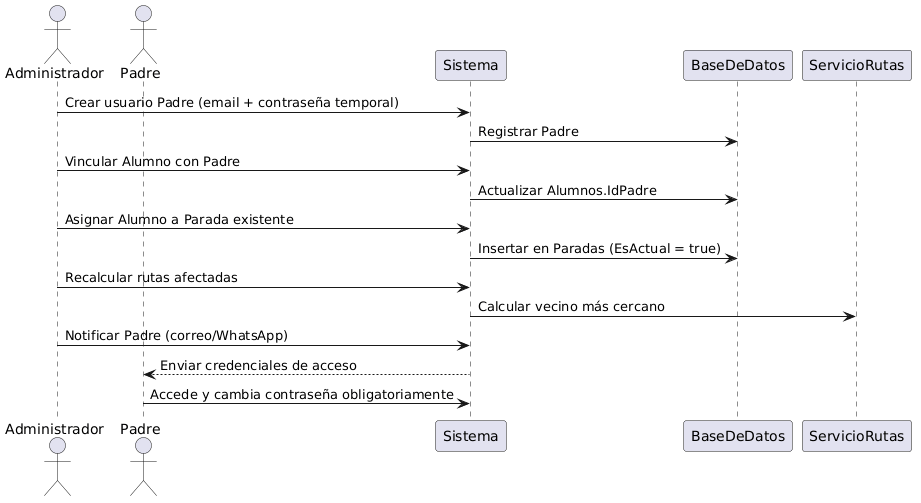 Administrador Padre Sistema BaseDeDatos ServicioRutas
Crear usuario Padre (email + contraseña temporal)
Registrar Padre
Vincular Alumno con Padre
Actualizar Alumnos.IdPadre
Asignar Alumno a Parada existente
Insertar en Paradas (EsActual = true)
Recalcular rutas afectadas
Calcular vecino más cercano
Notificar Padre (correo/WhatsApp)
Enviar credenciales de acceso
Accede y cambia contraseña obligatoriamente
Administrador Padre Sistema BaseDeDatos ServicioRutas